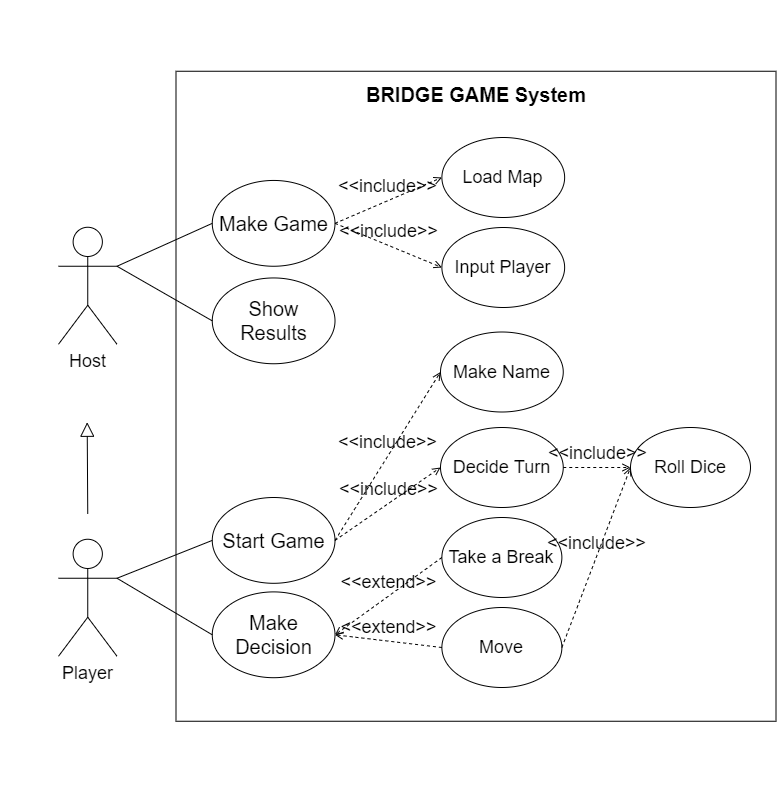 BRIDGE GAME System
Load Map
<<include>>
Make Game
<<include>>
Input Player
Show
Results
Host
Make Name
<<include>>
<<include>>
Decide Turn
Roll Dice
<<include>>
Start Game
<<include>>
Take a Break
<<extend>>
Make
Decision
<<extend>>
Move
Player